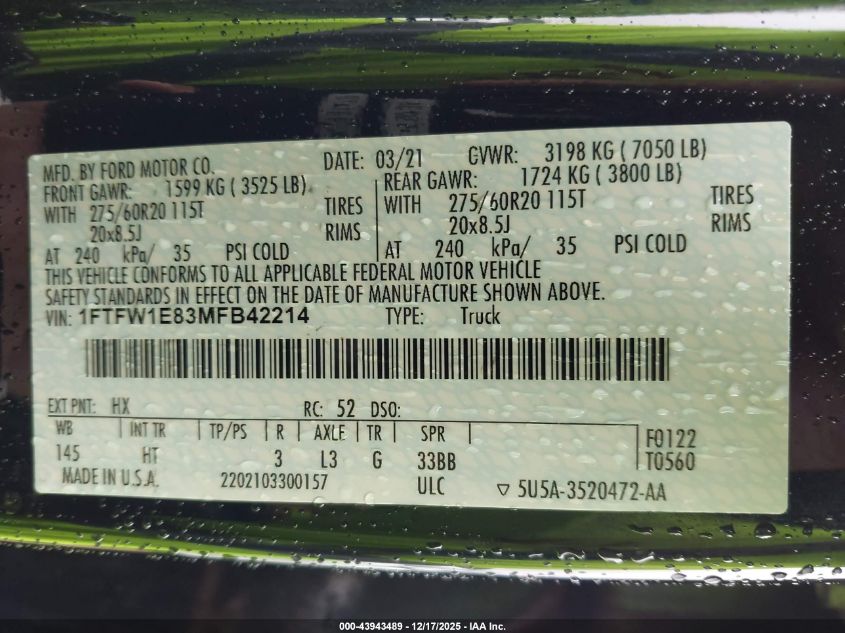 MFD. BY FORD MOTOR CO. DATE: 03/21 GVWR: 3198 KG ( 7050 LB)
FRONT GAWR: 1599 KG ( 3525 LB) REAR GAWR: 1724 KG ( 3800 LB)
WITH 275/60R20 115T TIRES WITH 275/60R20 115T TIRES
20x8.5J RIMS 20x8.5J RIMS
AT 240 kPa/ 35 PSI COLD AT 240 kPa/ 35 PSI COLD
THIS VEHICLE CONFORMS TO ALL APPLICABLE FEDERAL MOTOR VEHICLE
SAFETY STANDARDS IN EFFECT ON THE DATE OF MANUFACTURE SHOWN ABOVE.
VIN: 1FTFW1E83MFB42214 TYPE: Truck
EXT PNT: HX RC: 52 DSO:
WB INT TR TP/PS R AXLE TR SPR F0122
145 HT 3 L3 G 33BB T0560
MADE IN U.S.A. 2202103300157 ULC ▽ 5U5A-3520472-AA
000-43943489 - 12/17/2025 - IAA Inc.